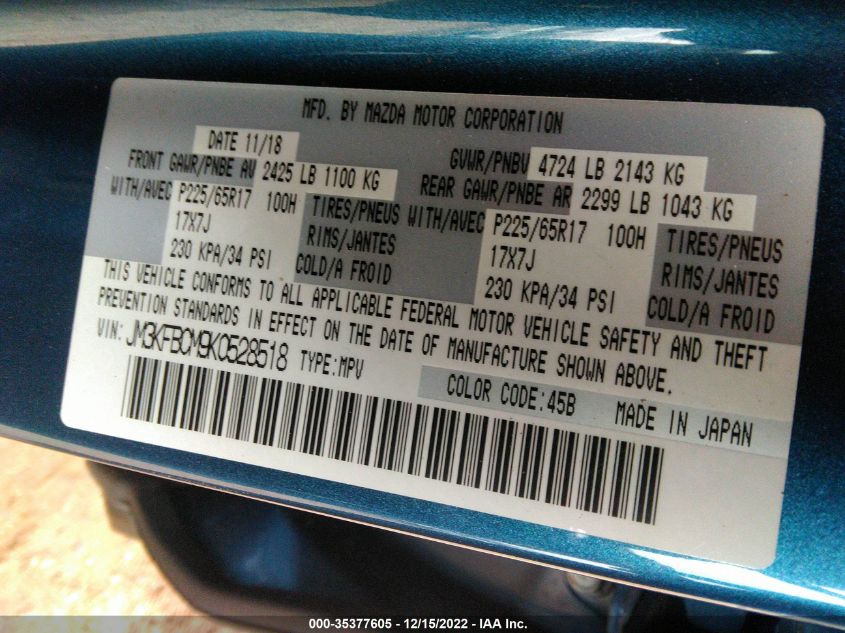 MFD. BY MAZDA MOTOR CORPORATION
DATE 11/18
GVWR/PNBV 4724 LB 2143 KG
FRONT GAWR/PNBE AV 2425 LB 1100 KG
REAR GAWR/PNBE AR 2299 LB 1043 KG
WITH/AVEC P225/65R17 100H TIRES/PNEUS
17X7J RIMS/JANTES
230 KPA/34 PSI COLD/A FROID
WITH/AVEC P225/65R17 100H TIRES/PNEUS
17X7J RIMS/JANTES
230 KPA/34 PSI COLD/A FROID
THIS VEHICLE CONFORMS TO ALL APPLICABLE FEDERAL MOTOR VEHICLE SAFETY AND THEFT
PREVENTION STANDARDS IN EFFECT ON THE DATE OF MANUFACTURE SHOWN ABOVE.
VIN: JM3KFBCM9K0528518 TYPE:MPV
COLOR CODE:45B MADE IN JAPAN
000-35377605 - 12/15/2022 - IAA Inc.